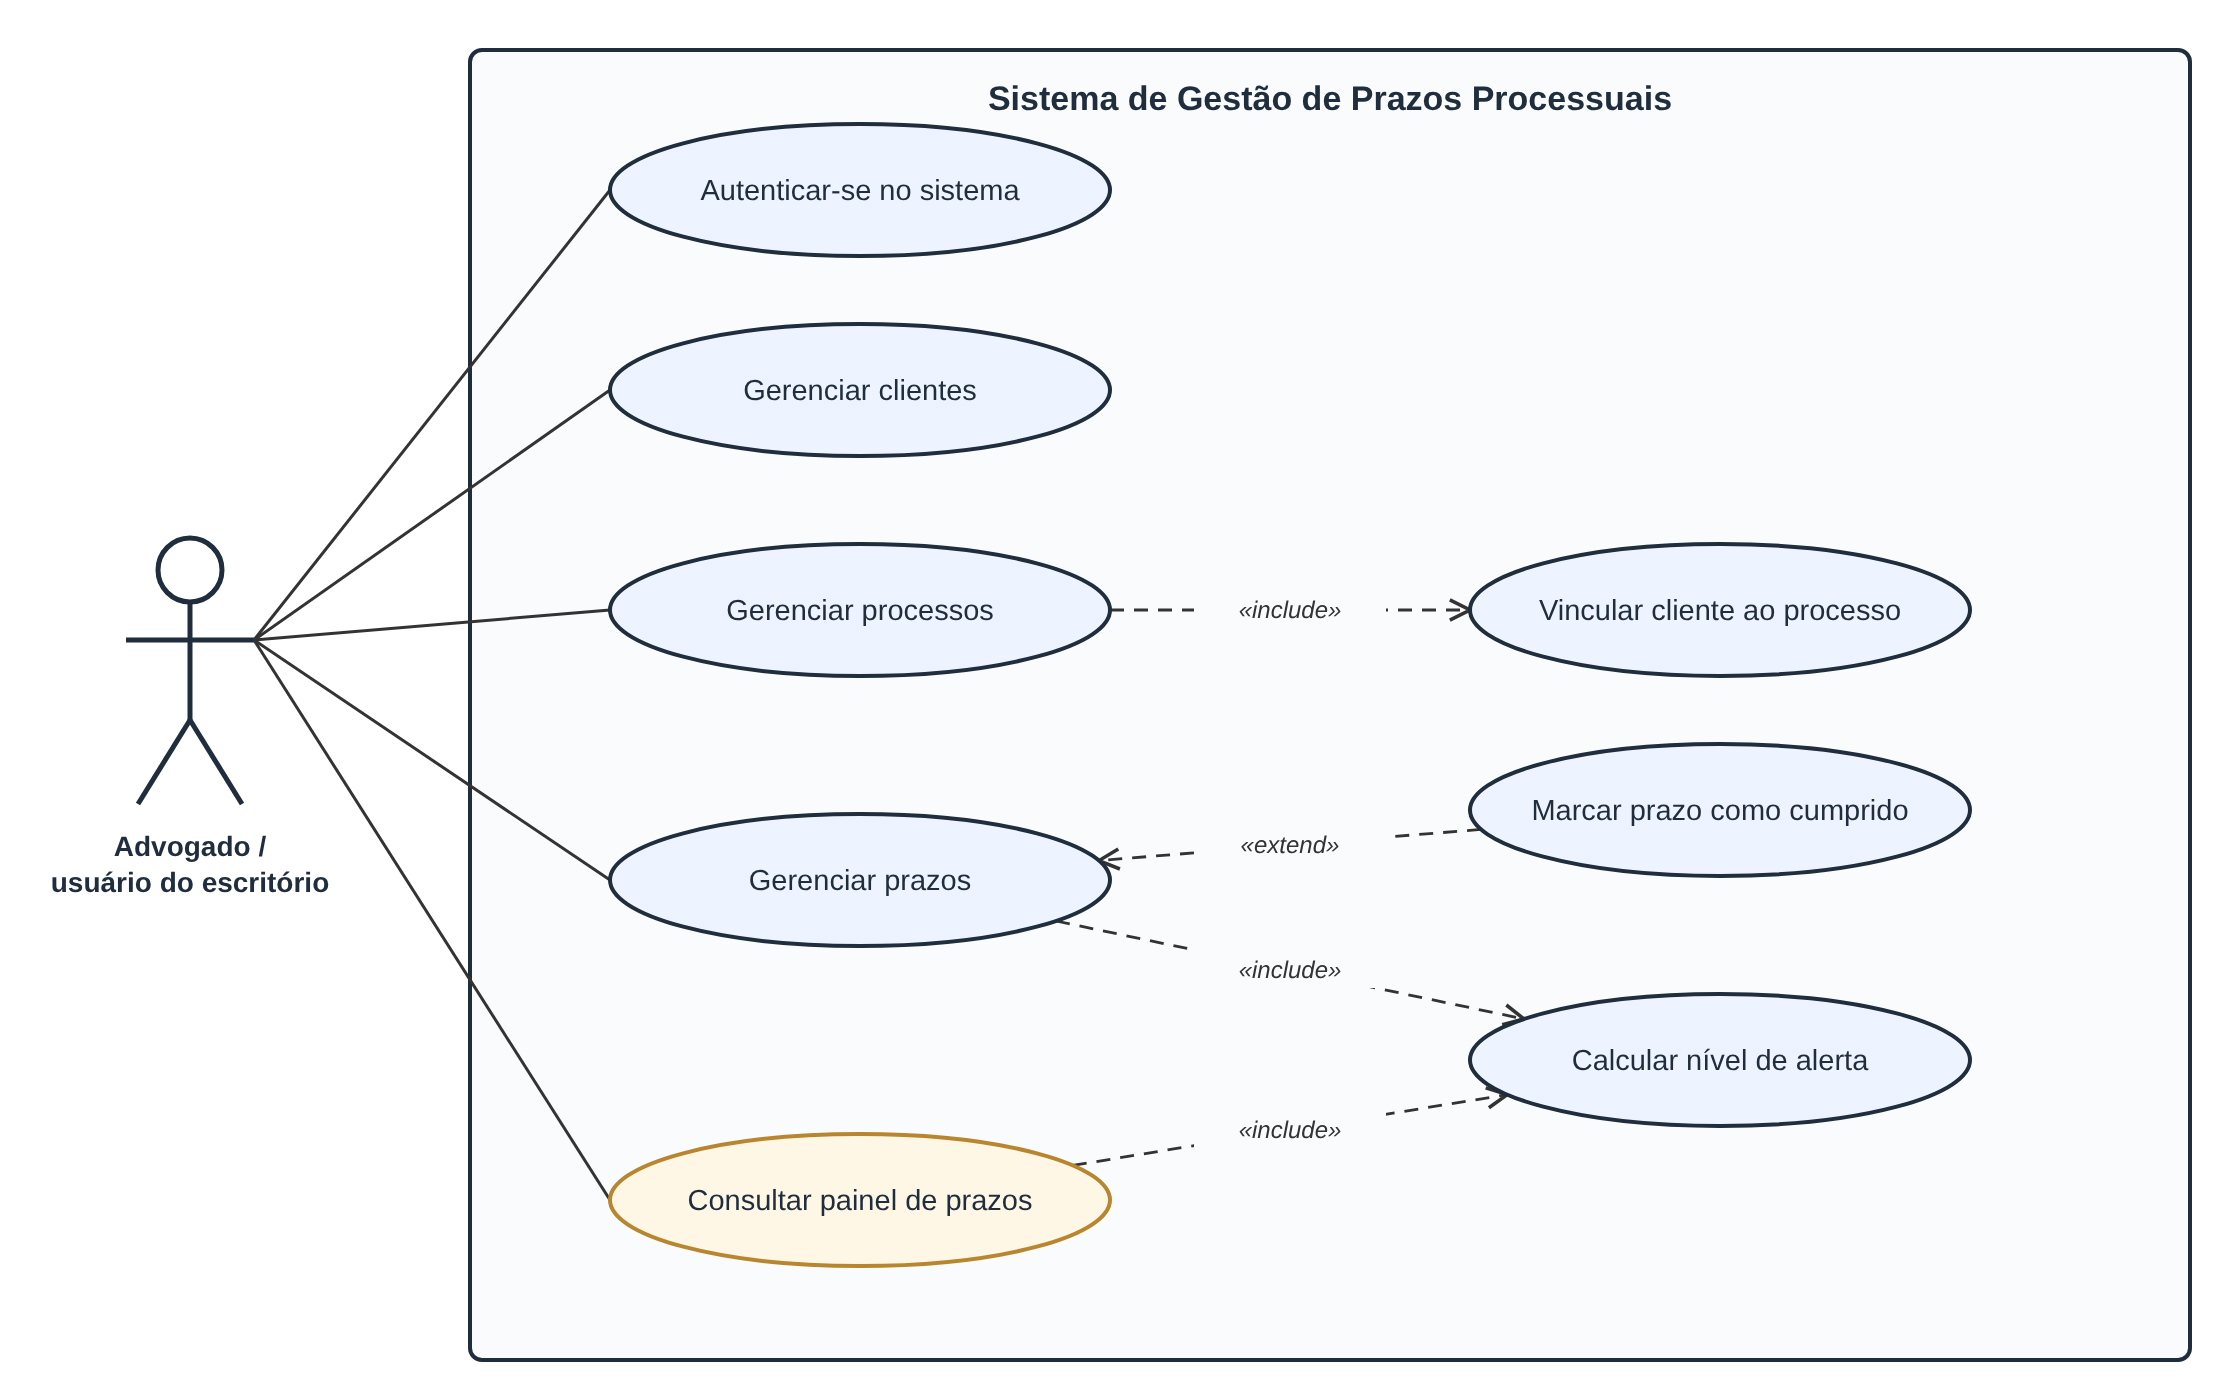 Sistema de Gestão de Prazos Processuais
Autenticar-se no sistema
Gerenciar clientes
Gerenciar processos
«include»
Vincular cliente ao processo
Marcar prazo como cumprido
«extend»
Advogado /
usuário do escritório
Gerenciar prazos
«include»
Calcular nível de alerta
«include»
Consultar painel de prazos